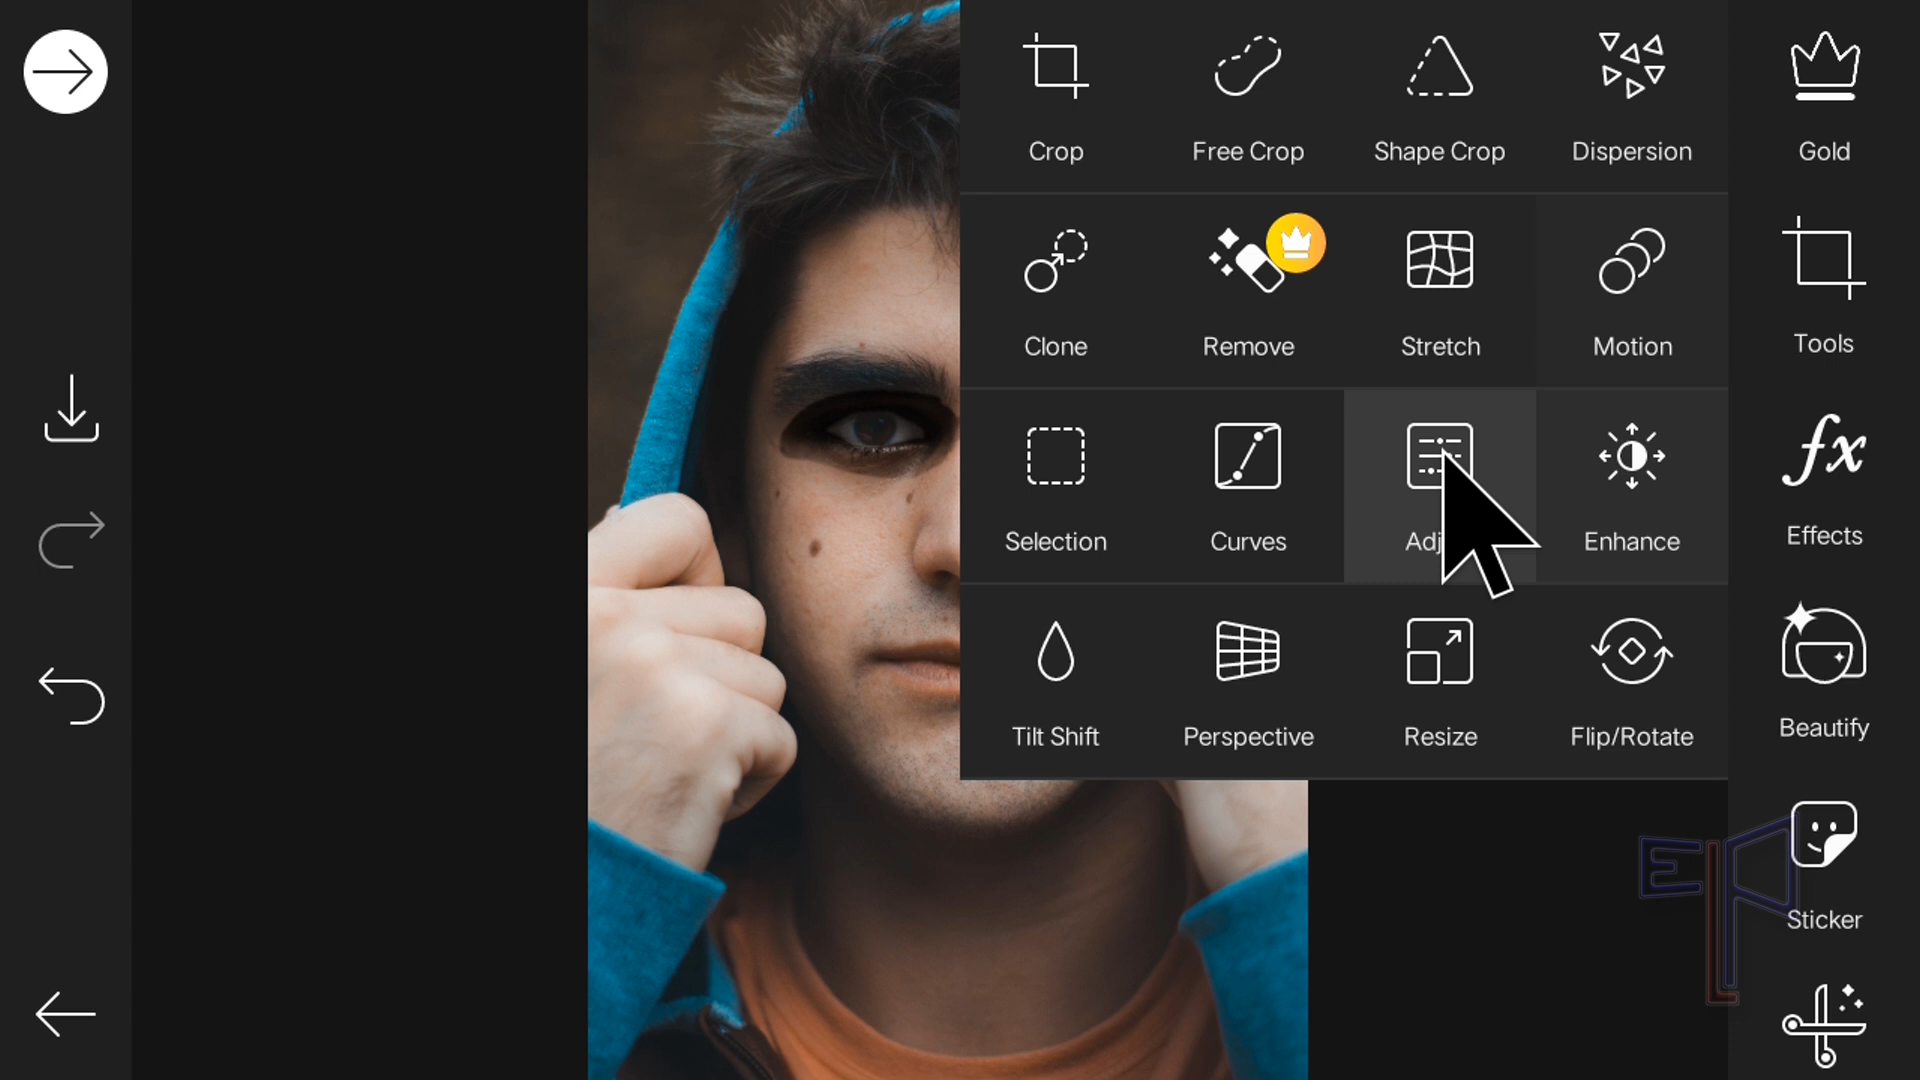 Crop Free Crop Shape Crop Dispersion Gold
Clone Remove Stretch Motion Tools
Selection Curves Enhance Effects
Tilt Shift Perspective Resize Flip/Rotate Beautify
Sticker
fx